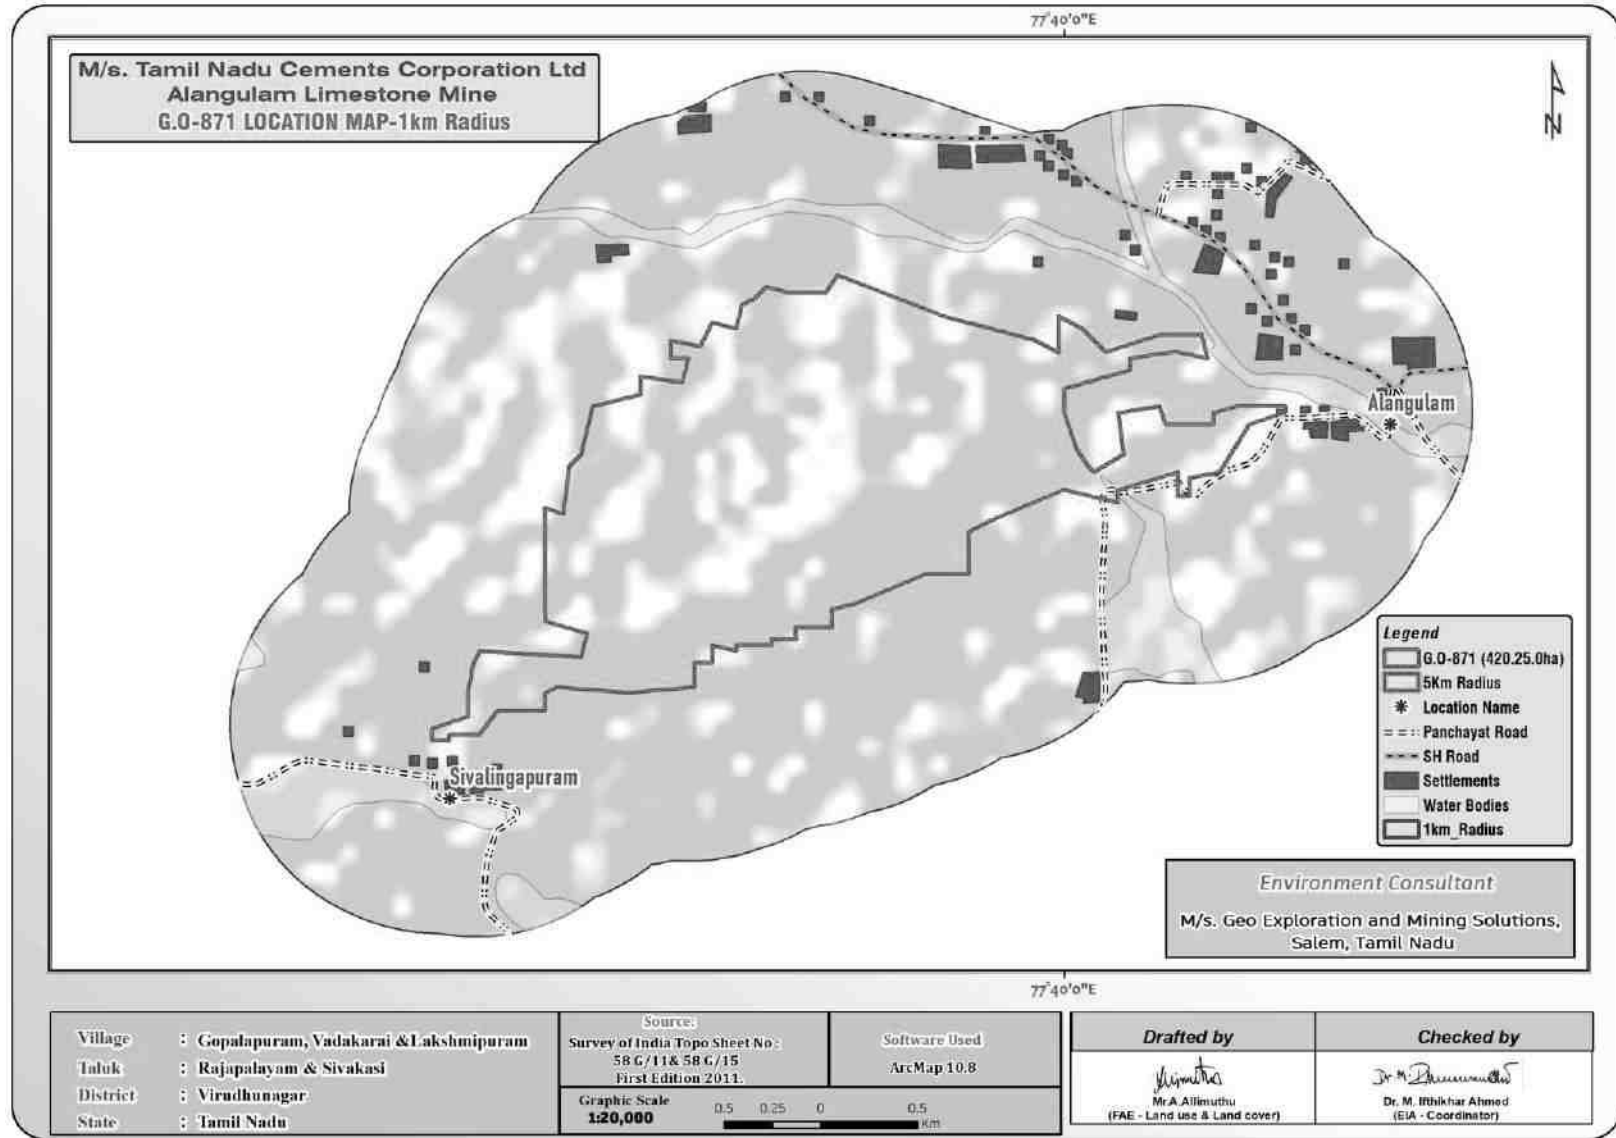 77°40'0"E
M/s. Tamil Nadu Cements Corporation Ltd
Alangulam Limestone Mine
G.O-871 LOCATION MAP-1km Radius
N
Alangulam
Sivalingapuram
Legend
G.O-871 (420.25.0ha)
5Km Radius
Location Name
Panchayat Road
SH Road
Settlements
Water Bodies
1km_Radius
Environment Consultant
M/s. Geo Exploration and Mining Solutions,
Salem, Tamil Nadu
77°40'0"E
Village : Gopalapuram, Vadakarai &Lakshmipuram
Taluk : Rajapalayam & Sivakasi
District : Virudhunagar
State : Tamil Nadu
Source:
Survey of India Topo Sheet No :
58 G/11& 58 G/15
First Edition 2011.
Software Used
ArcMap 10.8
Graphic Scale
1:20,000
0.5 0.25 0 0.5
Km
Drafted by
Mr.A.Allimuthu
(FAE - Land use & Land cover)
Checked by
Dr. M. Ifthikhar Ahmed
(EIA - Coordinator)